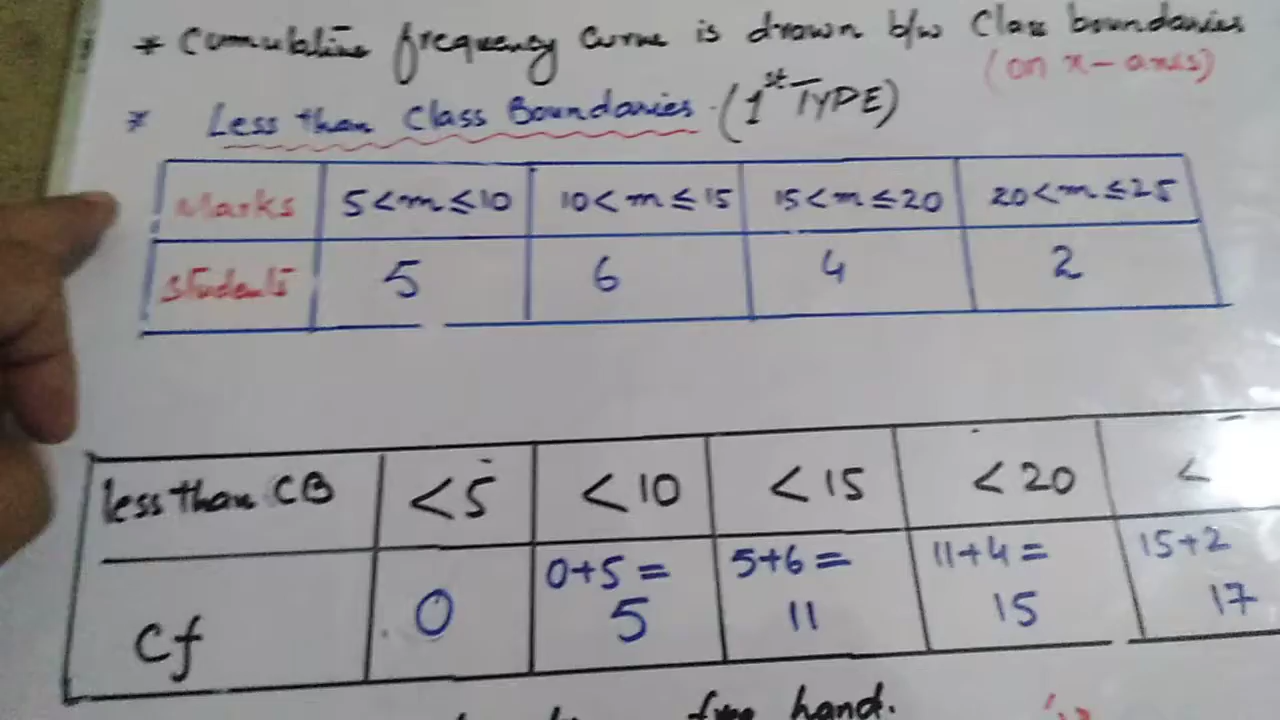 * Cumulative frequency curve is drawn b/w Class boundaries
(on x-axis)
* Less than Class Boundaries. (1st TYPE)
Marks 5<m≤10 10<m≤15 15<m≤20 20<m≤25
Students 5 6 4 2
less than CB <5 <10 <15 <20 <
Cf 0 0+5= 5+6= 11+4= 15+2
5 11 15 17
free hand.